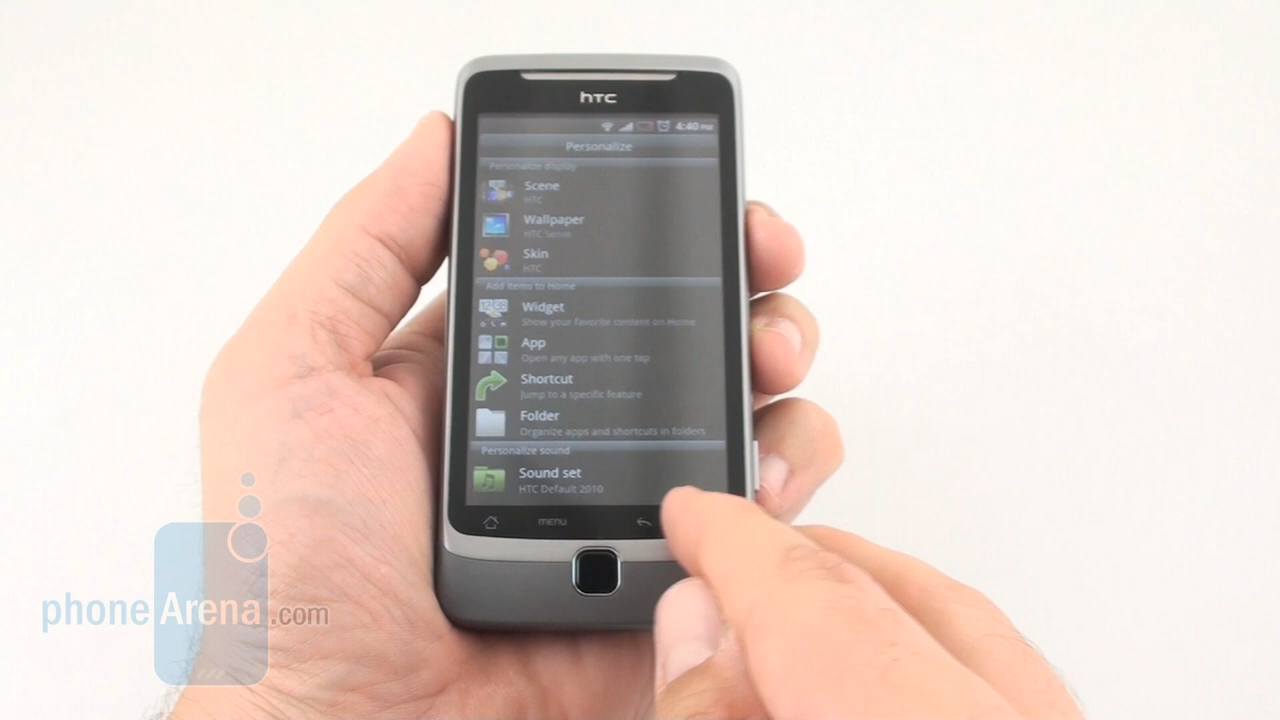 hTC
4:40 PM
Personalize
Personalize display
Scene
HTC
Wallpaper
HTC Sense
Skin
HTC
Add items to Home
Widget
Show your favorite content on Home
App
Open any app with one tap
Shortcut
Jump to a specific feature
Folder
Organize apps and shortcuts in folders
Personalize sound
Sound set
HTC Default 2010
menu
phoneArena.com